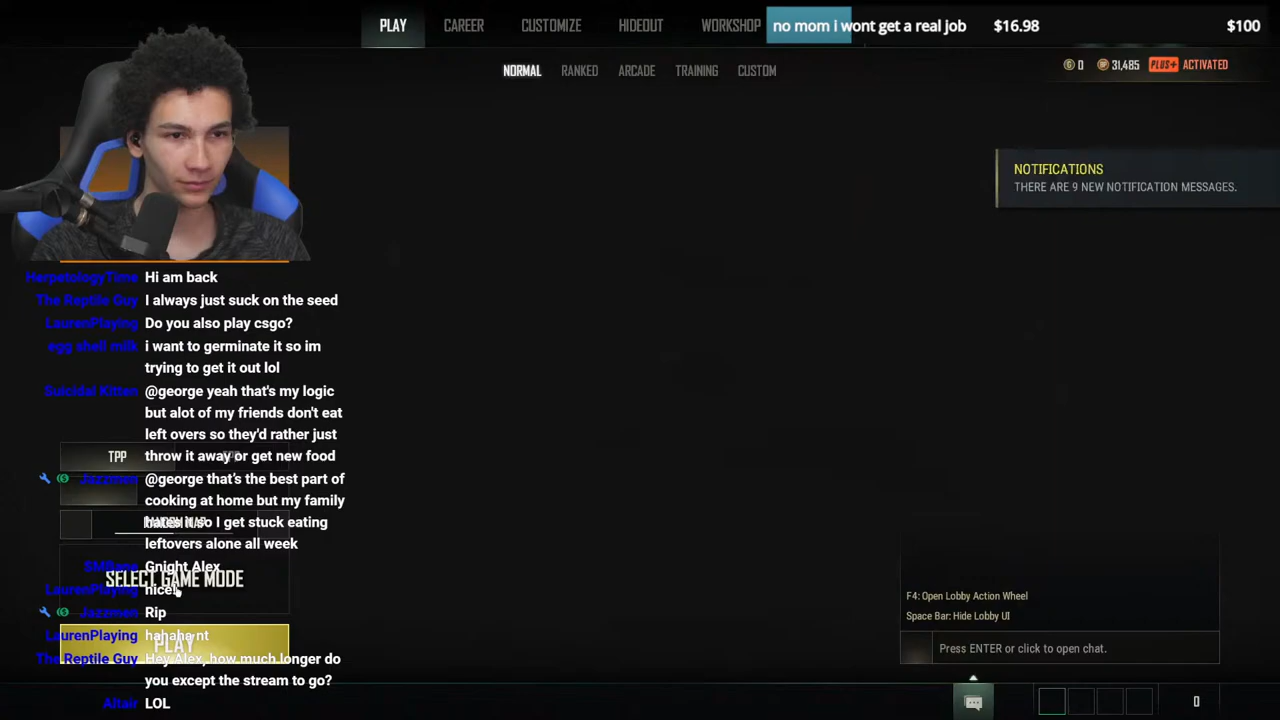 PLAY CAREER CUSTOMIZE HIDEOUT WORKSHOP
no mom i wont get a real job $16.98 $100
NORMAL RANKED ARCADE TRAINING CUSTOM
0 31,485 PLUS+ ACTIVATED
NOTIFICATIONS
THERE ARE 9 NEW NOTIFICATION MESSAGES.
HerpetologyTime Hi am back
The Reptile Guy I always just suck on the seed
LaurenPlaying Do you also play csgo?
egg shell milk i want to germinate it so im
trying to get it out lol
Suicidal Kitten @george yeah that's my logic
but alot of my friends don't eat
left overs so they'd rather just
throw it away or get new food
TPP
Jazzman @george that's the best part of
cooking at home but my family
hates it so I get stuck eating
leftovers alone all week
SMBane Gnight Alex
SELECT GAME MODE
LaurenPlaying nice!
Jazzman Rip
LaurenPlaying hahaha nt
PLAY
The Reptile Guy Hey Alex, how much longer do
you except the stream to go?
Altair LOL
F4: Open Lobby Action Wheel
Space Bar: Hide Lobby UI
Press ENTER or click to open chat.
0